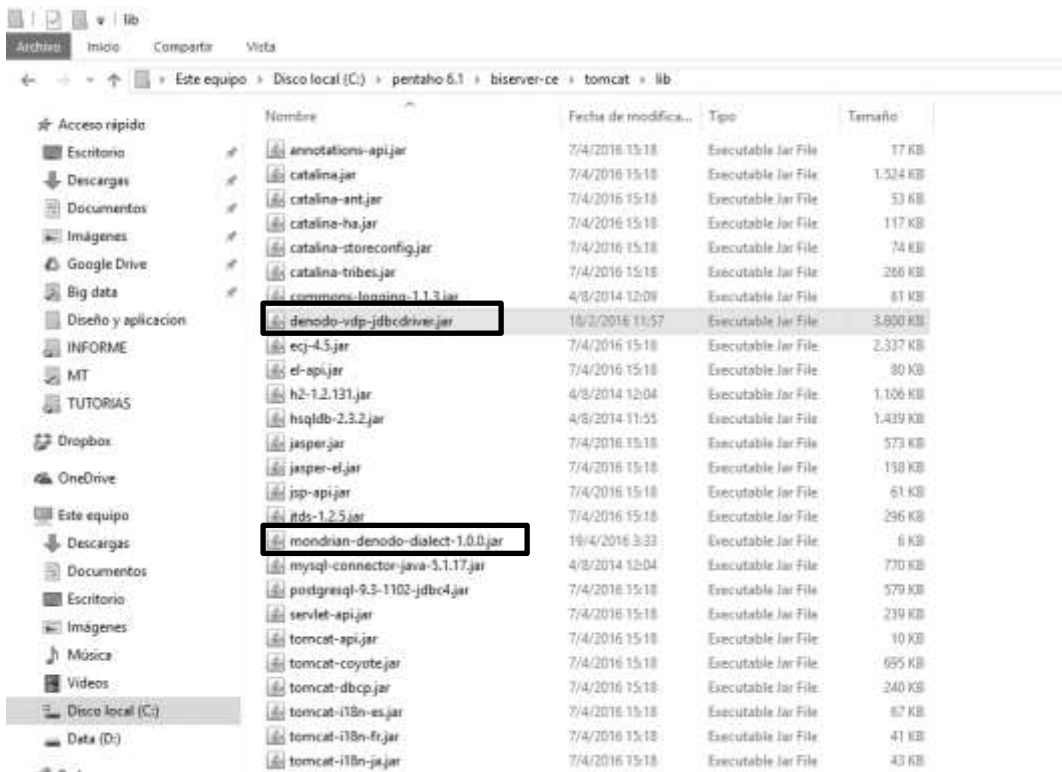 lib
Archivo Inicio Compartir Vista
Este equipo > Disco local (C:) > pentaho 6.1 > biserver-ce > tomcat > lib
Nombre Fecha de modifica... Tipo Tamaño
Acceso rápido
Escritorio
Descargas
Documentos
Imágenes
Google Drive
Big data
Diseño y aplicacion
INFORME
MT
TUTORIAS
Dropbox
OneDrive
Este equipo
Descargas
Documentos
Escritorio
Imágenes
Música
Vídeos
Disco local (C:)
Data (D:)
annotations-api.jar 7/4/2016 15:18 Executable Jar File 17 KB
catalina.jar 7/4/2016 15:18 Executable Jar File 1.524 KB
catalina-ant.jar 7/4/2016 15:18 Executable Jar File 53 KB
catalina-ha.jar 7/4/2016 15:18 Executable Jar File 117 KB
catalina-storeconfig.jar 7/4/2016 15:18 Executable Jar File 74 KB
catalina-tribes.jar 7/4/2016 15:18 Executable Jar File 266 KB
commons-logging-1.1.3.jar 4/8/2014 12:09 Executable Jar File 61 KB
denodo-vdp-jdbcdriver.jar 10/2/2016 11:57 Executable Jar File 3.800 KB
ecj-4.5.jar 7/4/2016 15:18 Executable Jar File 2.337 KB
el-api.jar 7/4/2016 15:18 Executable Jar File 80 KB
h2-1.2.131.jar 4/8/2014 12:04 Executable Jar File 1.106 KB
hsqldb-2.3.2.jar 4/8/2014 11:55 Executable Jar File 1.439 KB
jasper.jar 7/4/2016 15:18 Executable Jar File 573 KB
jasper-el.jar 7/4/2016 15:18 Executable Jar File 158 KB
jsp-api.jar 7/4/2016 15:18 Executable Jar File 61 KB
jtds-1.2.5.jar 7/4/2016 15:18 Executable Jar File 296 KB
mondrian-denodo-dialect-1.0.0.jar 19/4/2016 3:33 Executable Jar File 6 KB
mysql-connector-java-5.1.17.jar 4/8/2014 12:04 Executable Jar File 770 KB
postgresql-9.3-1102-jdbc4.jar 7/4/2016 15:18 Executable Jar File 579 KB
servlet-api.jar 7/4/2016 15:18 Executable Jar File 239 KB
tomcat-api.jar 7/4/2016 15:18 Executable Jar File 10 KB
tomcat-coyote.jar 7/4/2016 15:18 Executable Jar File 695 KB
tomcat-dbcp.jar 7/4/2016 15:18 Executable Jar File 240 KB
tomcat-i18n-es.jar 7/4/2016 15:18 Executable Jar File 67 KB
tomcat-i18n-fr.jar 7/4/2016 15:18 Executable Jar File 41 KB
tomcat-i18n-ja.jar 7/4/2016 15:18 Executable Jar File 43 KB